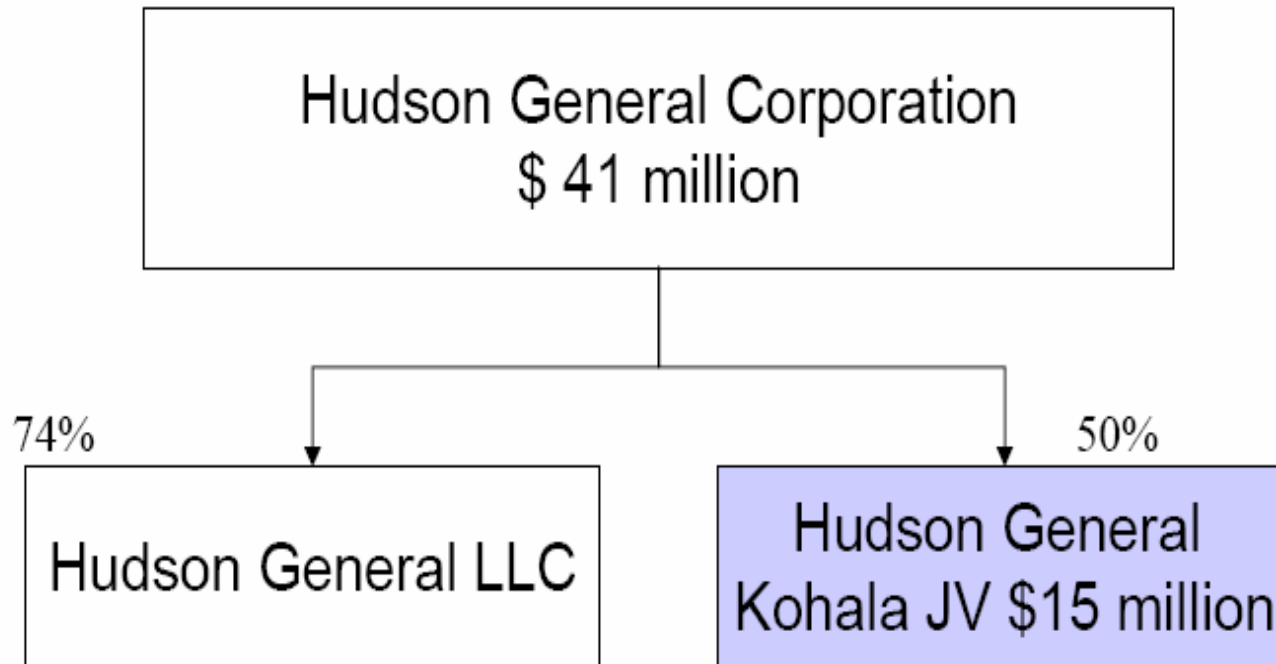 Hudson General Corporation
$ 41 million
74%
50%
Hudson General LLC
Hudson General
Kohala JV $15 million